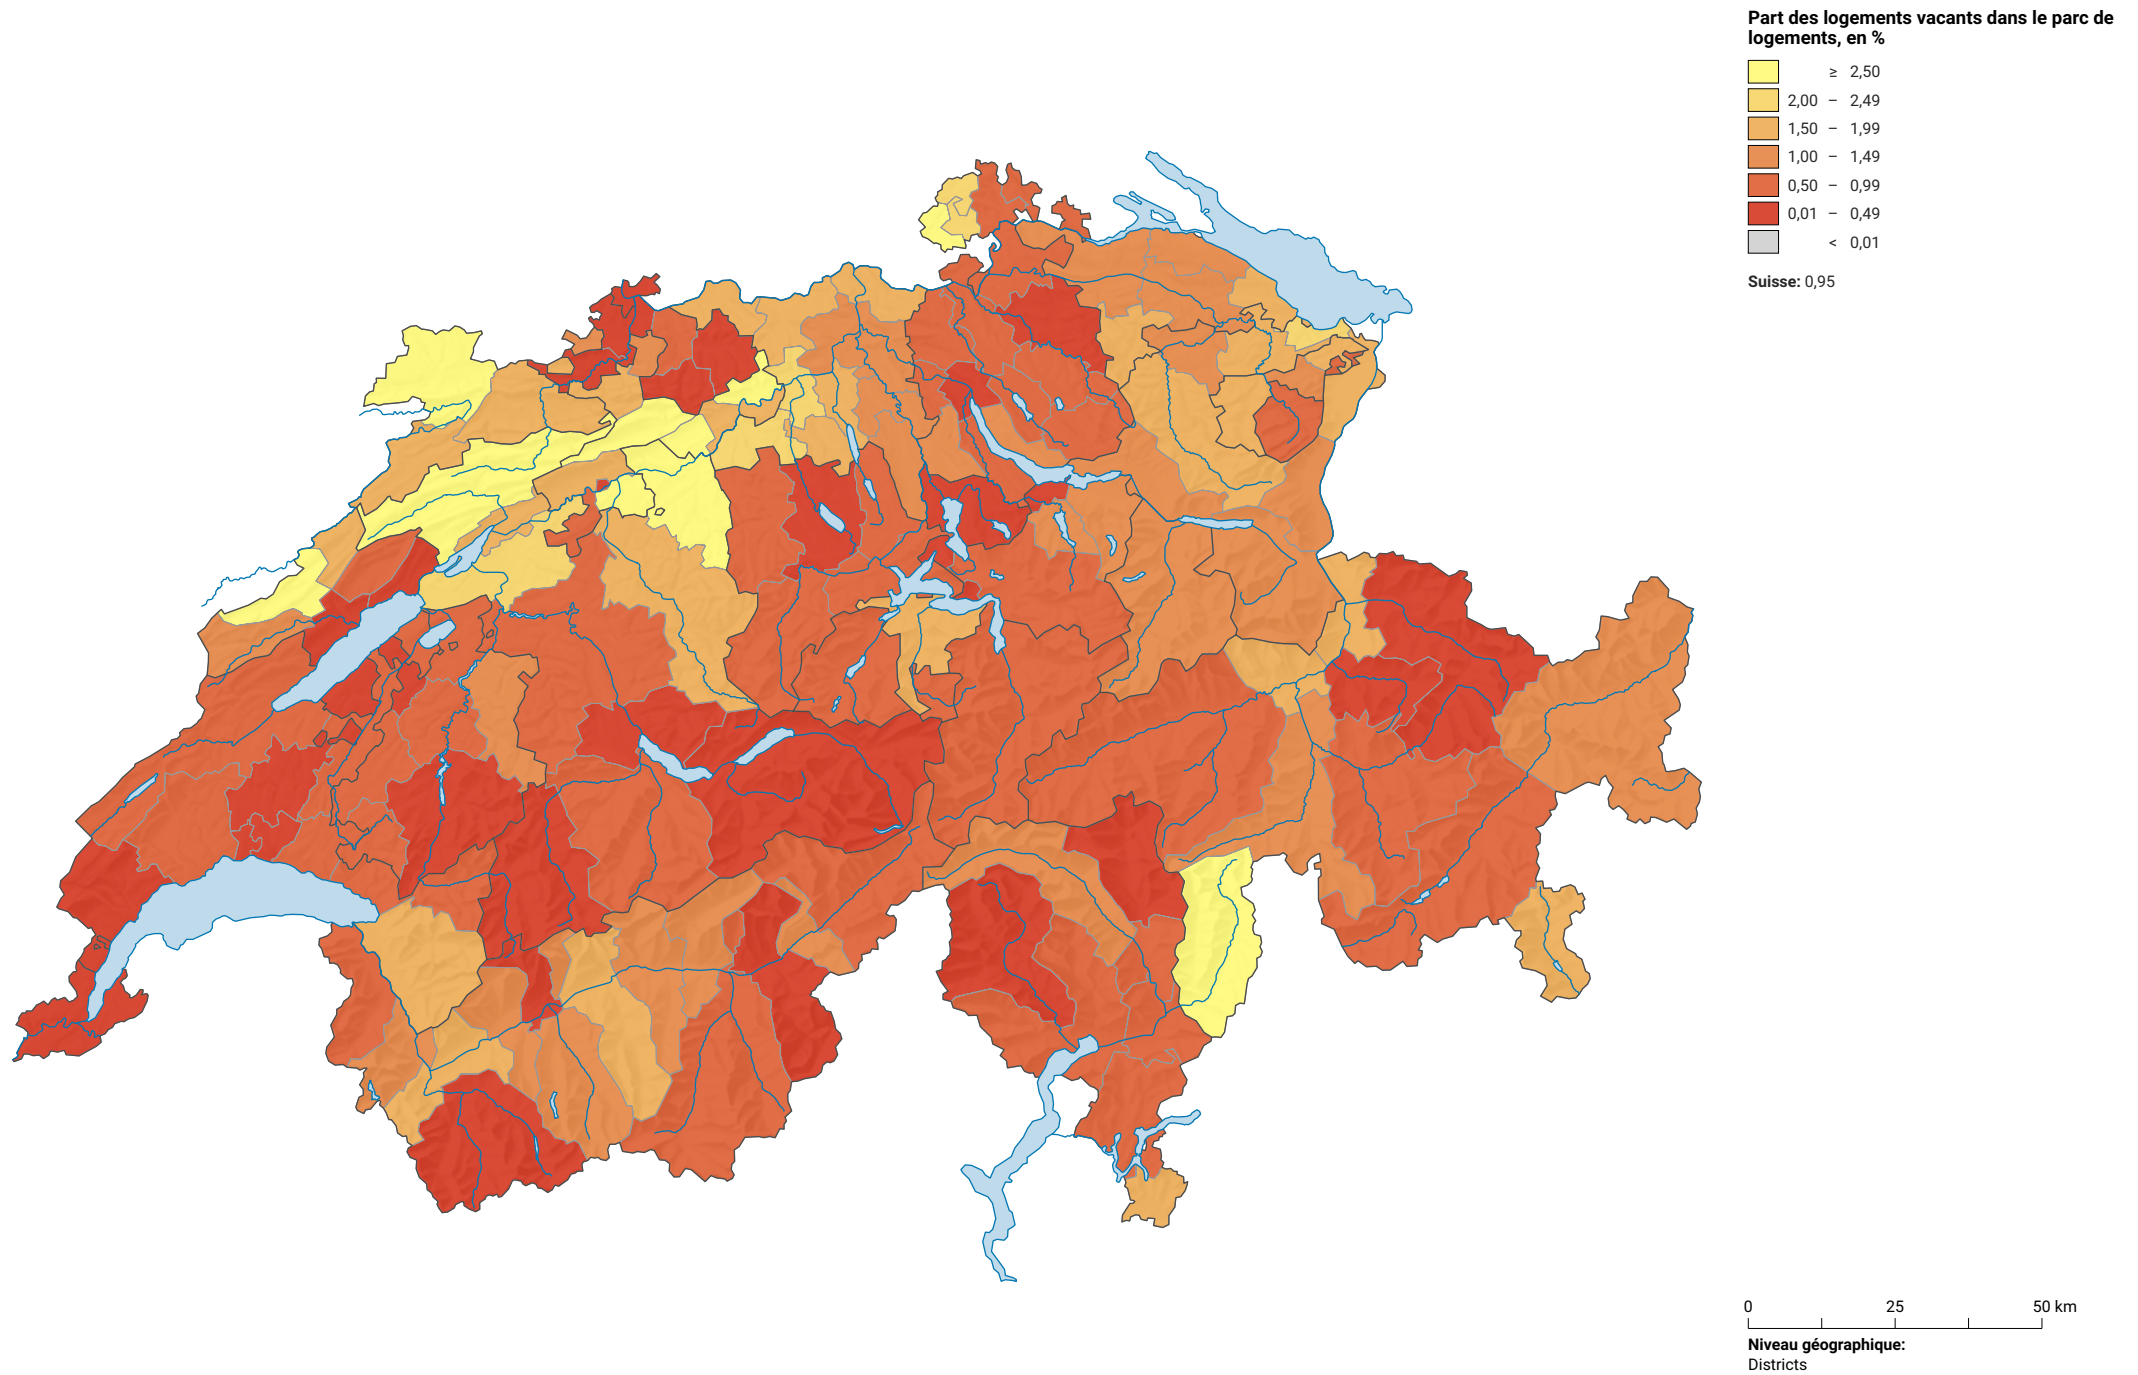 Part des logements vacants dans le parc de
logements, en %
≥ 2,50
2,00 – 2,49
1,50 – 1,99
1,00 – 1,49
0,50 – 0,99
0,01 – 0,49
< 0,01
Suisse: 0,95
0 25 50 km
Niveau géographique:
Districts